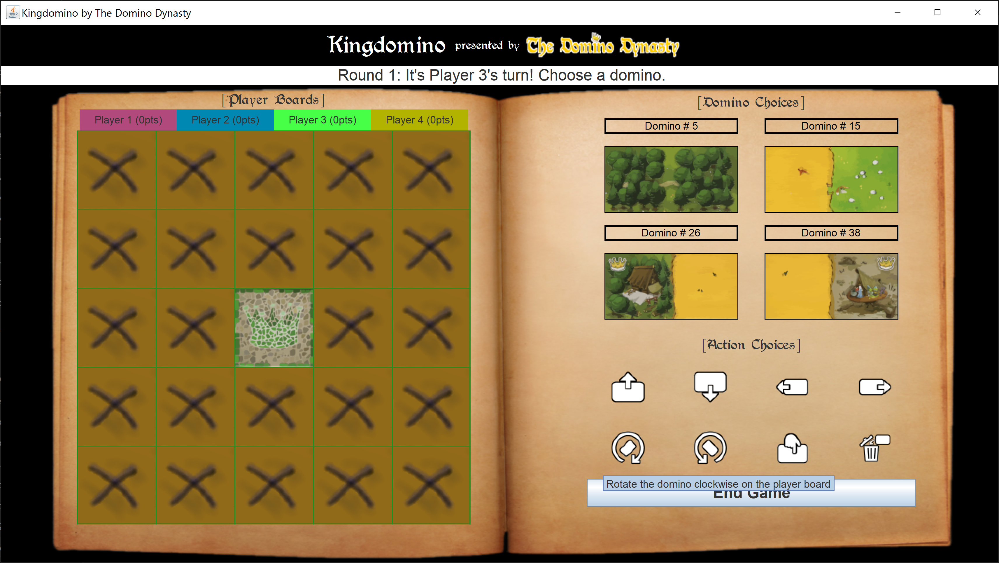 Kingdomino by The Domino Dynasty
Kingdomino presented by The Domino Dynasty
Round 1: It's Player 3's turn! Choose a domino.
[Player Boards]
Player 1 (0pts) Player 2 (0pts) Player 3 (0pts) Player 4 (0pts)
[Domino Choices]
Domino # 5 Domino # 15
Domino # 26 Domino # 38
[Action Choices]
Rotate the domino clockwise on the player board
End Game